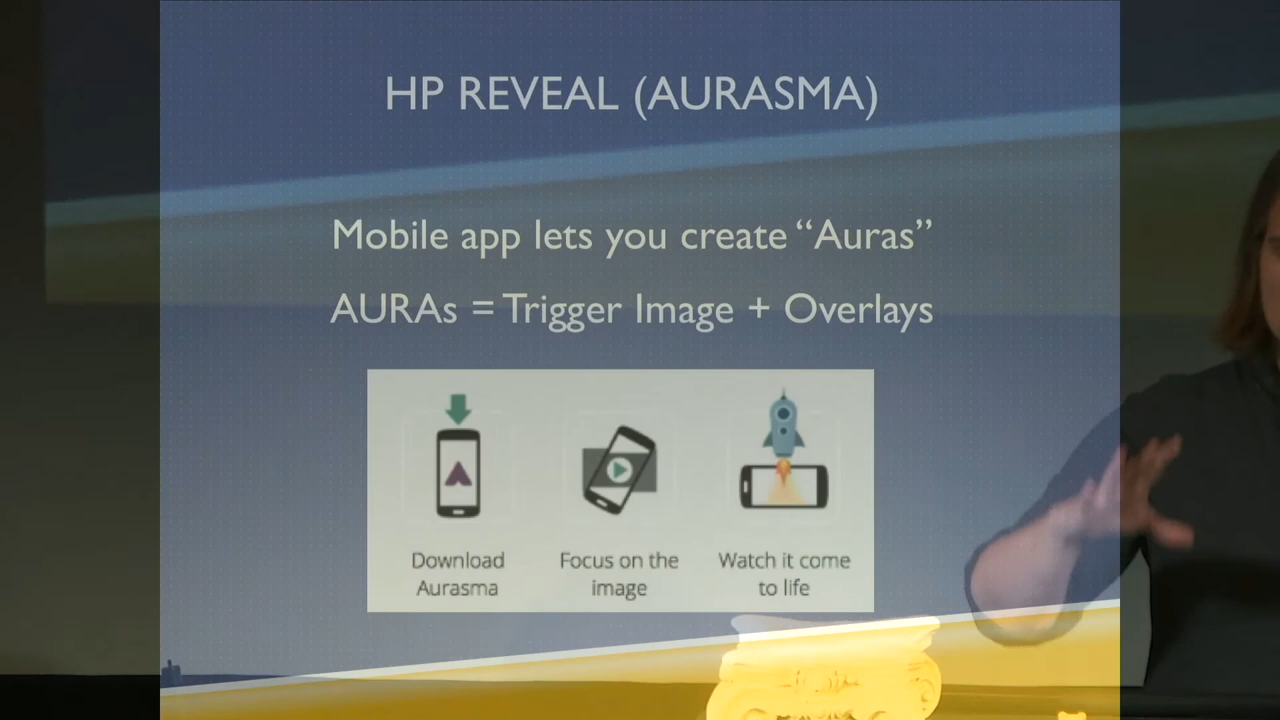 HP REVEAL (AURASMA)
Mobile app lets you create “Auras”
AURAs = Trigger Image + Overlays
Download
Aurasma
Focus on the
image
Watch it come
to life